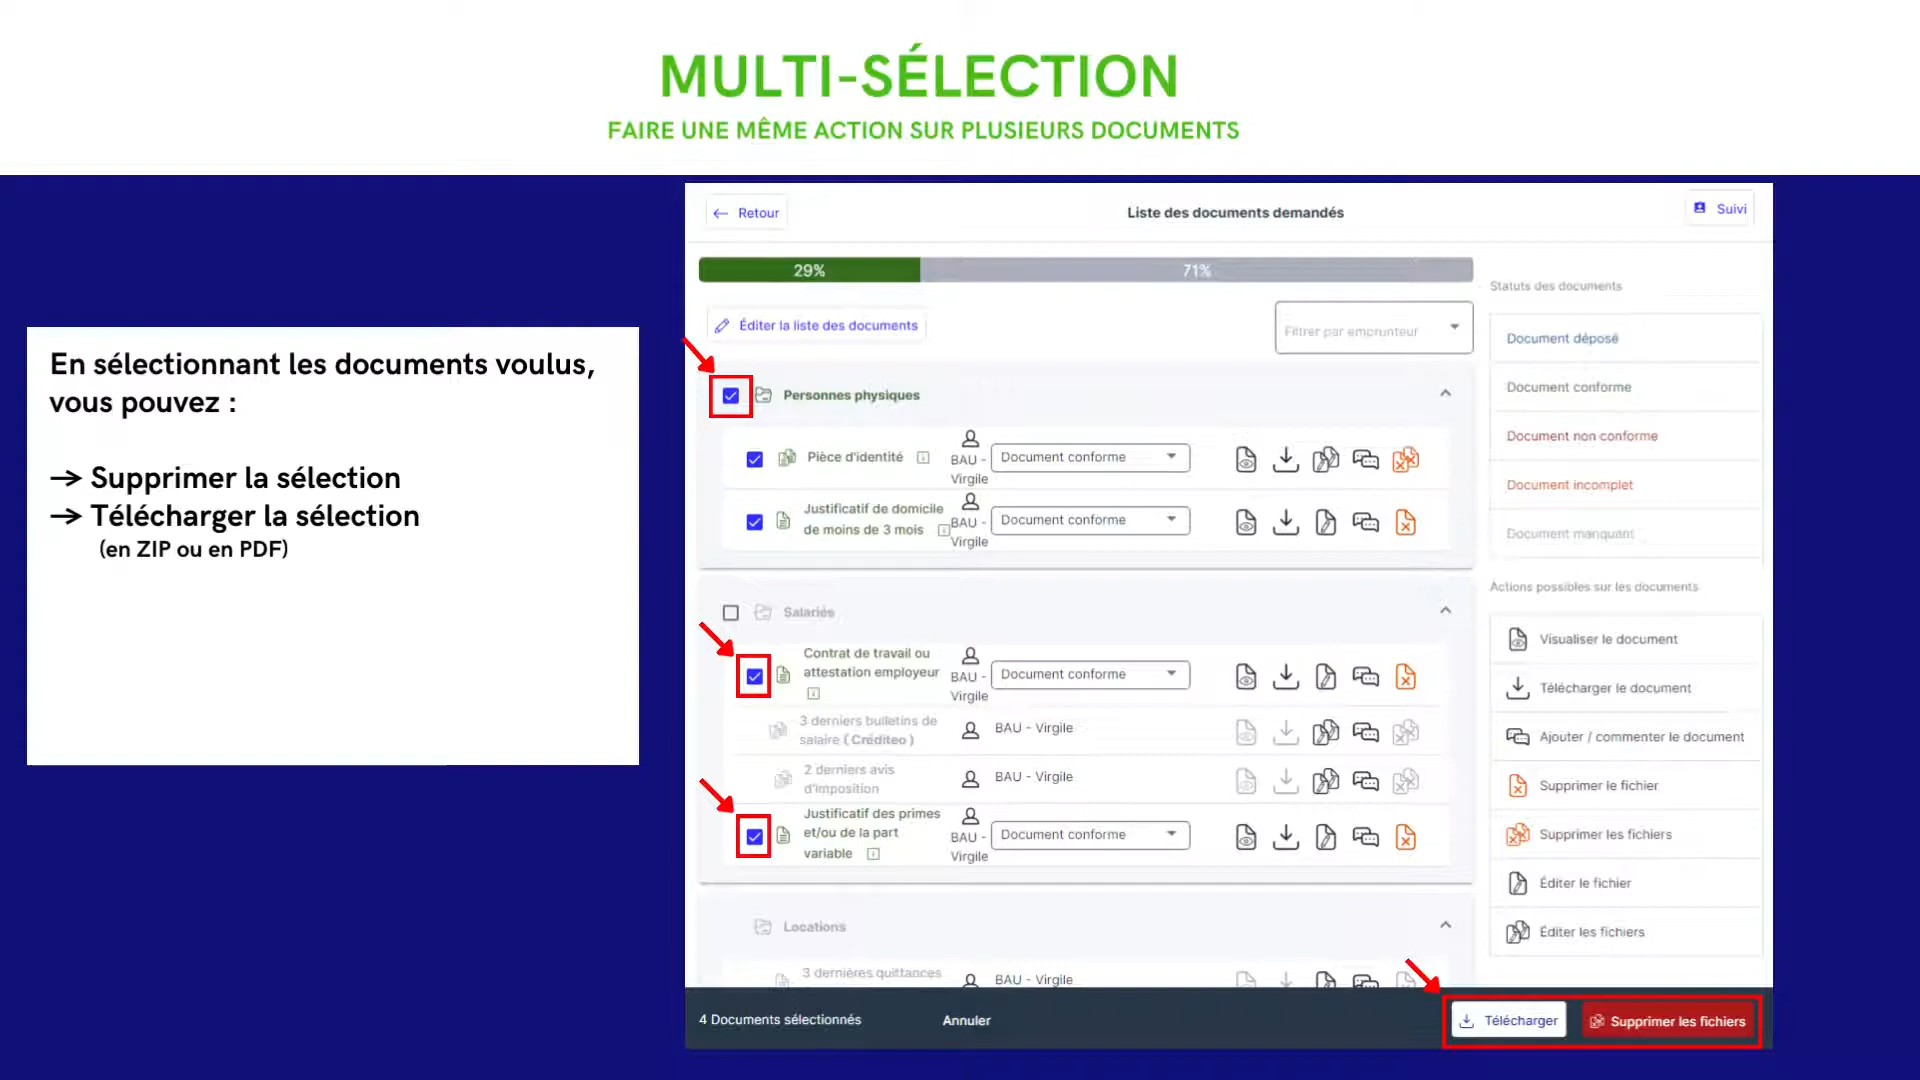 MULTI-SÉLECTION
FAIRE UNE MÊME ACTION SUR PLUSIEURS DOCUMENTS
En sélectionnant les documents voulus,
vous pouvez :
→ Supprimer la sélection
→ Télécharger la sélection
(en ZIP ou en PDF)
← Retour
Liste des documents demandés
Suivi
29%
71%
Éditer la liste des documents
Filtrer par emprunteur
Personnes physiques
Pièce d'identité
BAU -
Virgile
Document conforme
Justificatif de domicile
de moins de 3 mois
BAU -
Virgile
Document conforme
Salariés
Contrat de travail ou
attestation employeur
BAU -
Virgile
Document conforme
3 derniers bulletins de
salaire ( Créditeo )
BAU - Virgile
2 derniers avis
d'imposition
BAU - Virgile
Justificatif des primes
et/ou de la part
variable
BAU -
Virgile
Document conforme
Locations
3 dernières quittances
BAU - Virgile
Statuts des documents
Document déposé
Document conforme
Document non conforme
Document incomplet
Document manquant
Actions possibles sur les documents
Visualiser le document
Télécharger le document
Ajouter / commenter le document
Supprimer le fichier
Supprimer les fichiers
Éditer le fichier
Éditer les fichiers
4 Documents sélectionnés
Annuler
Télécharger
Supprimer les fichiers